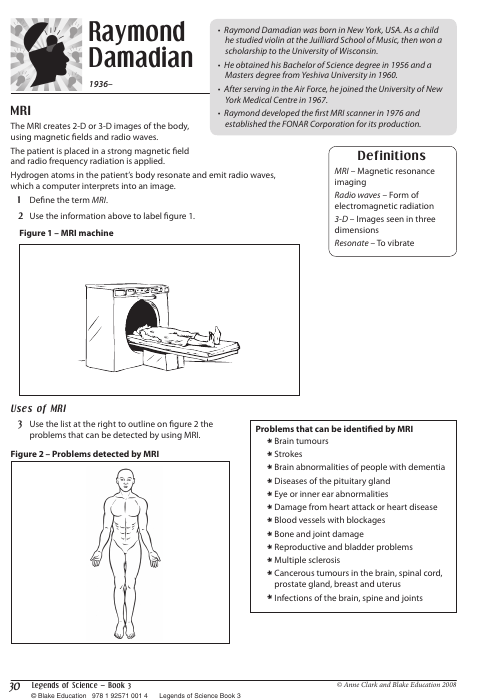 Raymond
Damadian
1936–
• Raymond Damadian was born in New York, USA. As a child
he studied violin at the Juilliard School of Music, then won a
scholarship to the University of Wisconsin.
• He obtained his Bachelor of Science degree in 1956 and a
Masters degree from Yeshiva University in 1960.
• After serving in the Air Force, he joined the University of New
York Medical Centre in 1967.
• Raymond developed the first MRI scanner in 1976 and
established the FONAR Corporation for its production.
MRI
The MRI creates 2-D or 3-D images of the body,
using magnetic fields and radio waves.
The patient is placed in a strong magnetic field
and radio frequency radiation is applied.
Hydrogen atoms in the patient's body resonate and emit radio waves,
which a computer interprets into an image.
1 Define the term MRI.
2 Use the information above to label figure 1.
Figure 1 – MRI machine
Definitions
MRI – Magnetic resonance
imaging
Radio waves – Form of
electromagnetic radiation
3-D – Images seen in three
dimensions
Resonate – To vibrate
Uses of MRI
3 Use the list at the right to outline on figure 2 the
problems that can be detected by using MRI.
Figure 2 – Problems detected by MRI
Problems that can be identified by MRI
* Brain tumours
* Strokes
* Brain abnormalities of people with dementia
* Diseases of the pituitary gland
* Eye or inner ear abnormalities
* Damage from heart attack or heart disease
* Blood vessels with blockages
* Bone and joint damage
* Reproductive and bladder problems
* Multiple sclerosis
* Cancerous tumours in the brain, spinal cord,
prostate gland, breast and uterus
* Infections of the brain, spine and joints
30 Legends of Science – Book 3
© Anne Clark and Blake Education 2008
© Blake Education 978 1 92571 001 4 Legends of Science Book 3